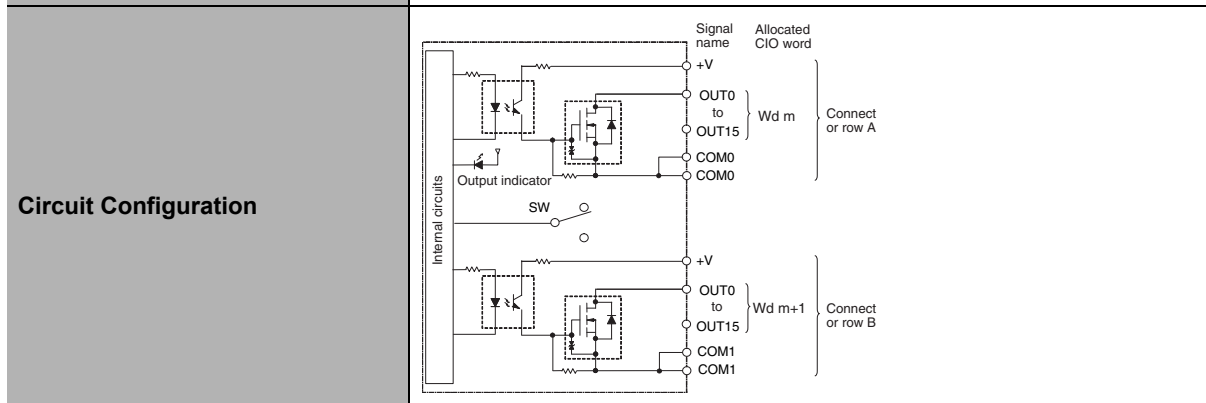 Circuit Configuration
Signal name
Allocated CIO word
+V
OUT0
to
OUT15
Wd m
Connect
or row A
COM0
COM0
Internal circuits
Output indicator
SW
+V
OUT0
to
OUT15
Wd m+1
Connect
or row B
COM1
COM1